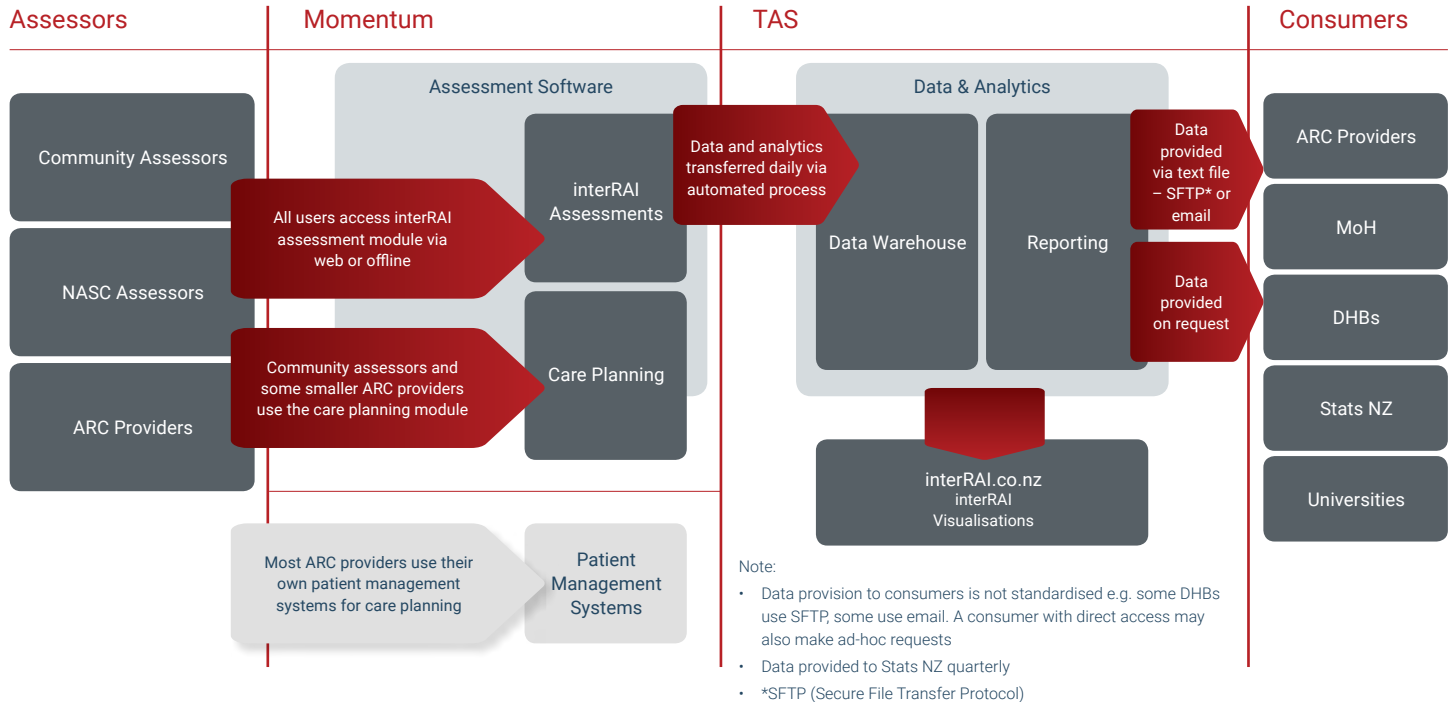 Assessors
Momentum
TAS
Consumers
Community Assessors
NASC Assessors
ARC Providers
All users access interRAI
assessment module via
web or offline
Community assessors and
some smaller ARC providers
use the care planning module
Assessment Software
interRAI
Assessments
Care Planning
Most ARC providers use their
own patient management
systems for care planning
Patient
Management
Systems
Data and analytics
transferred daily via
automated process
Data & Analytics
Data Warehouse
Reporting
interRAI.co.nz
interRAI
Visualisations
Data
provided
via text file
– SFTP* or
email
Data
provided
on request
ARC Providers
MoH
DHBs
Stats NZ
Universities
Note:
• Data provision to consumers is not standardised e.g. some DHBs
use SFTP, some use email. A consumer with direct access may
also make ad-hoc requests
• Data provided to Stats NZ quarterly
• *SFTP (Secure File Transfer Protocol)